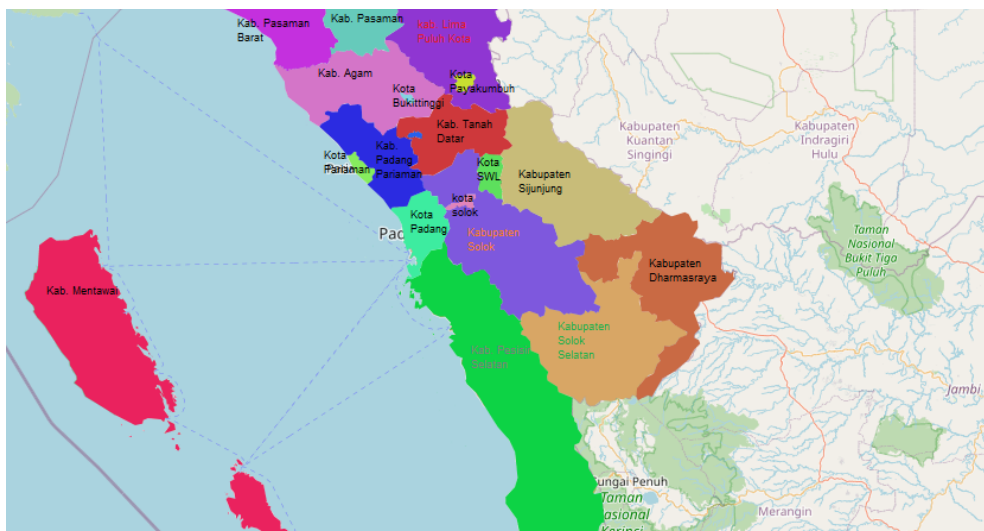 Kab. Pasaman
Barat
Kab. Pasaman
Kab. Lima
Puluh Kota
Kab. Agam
Kota
Payakumbuh
Kota
Bukittinggi
Kab. Tanah
Datar
Kabupaten
Kuantan
Singingi
Kabupaten
Indragiri
Hulu
Kota
Pariaman
Kab.
Padang
Pariaman
Kota
SWL
Kabupaten
Sijunjung
kota
solok
Kota
Padang
Pad
Kabupaten
Solok
Taman
Nasional
Bukit Tiga
Puluh
Kabupaten
Dharmasraya
Kab. Mentawai
Kabupaten
Solok
Selatan
Kab.
Selatan
Jambi
Sungai Penuh
Taman
Nasional
Kerinci
Merangin